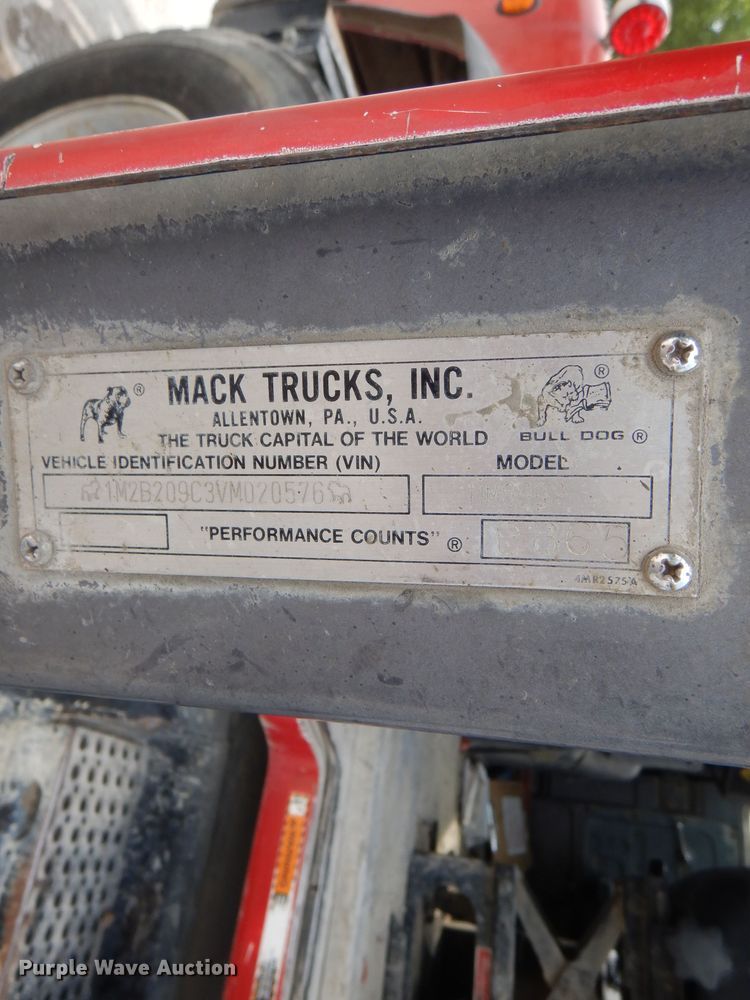 MACK TRUCKS, INC.
ALLENTOWN, PA., U.S.A.
THE TRUCK CAPITAL OF THE WORLD
BULL DOG ®
VEHICLE IDENTIFICATION NUMBER (VIN)
MODEL
1M2B209C3VM020576
"PERFORMANCE COUNTS" ®
4MR2575A
Purple Wave Auction